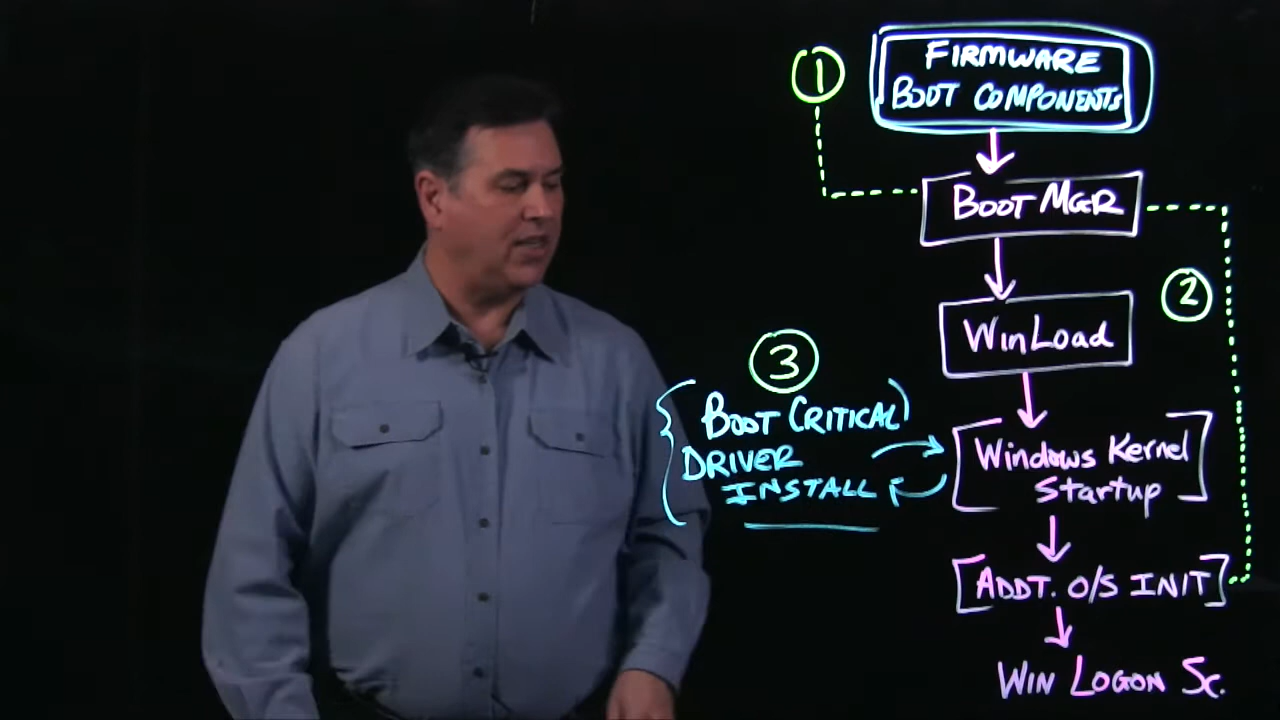 1
FIRMWARE
BOOT COMPONENTS
BOOT MGR
2
WinLoad
3
BOOT CRITICAL
DRIVER
INSTALL
Windows Kernel
Startup
ADDT. O/S INIT
WIN LOGON Sc.